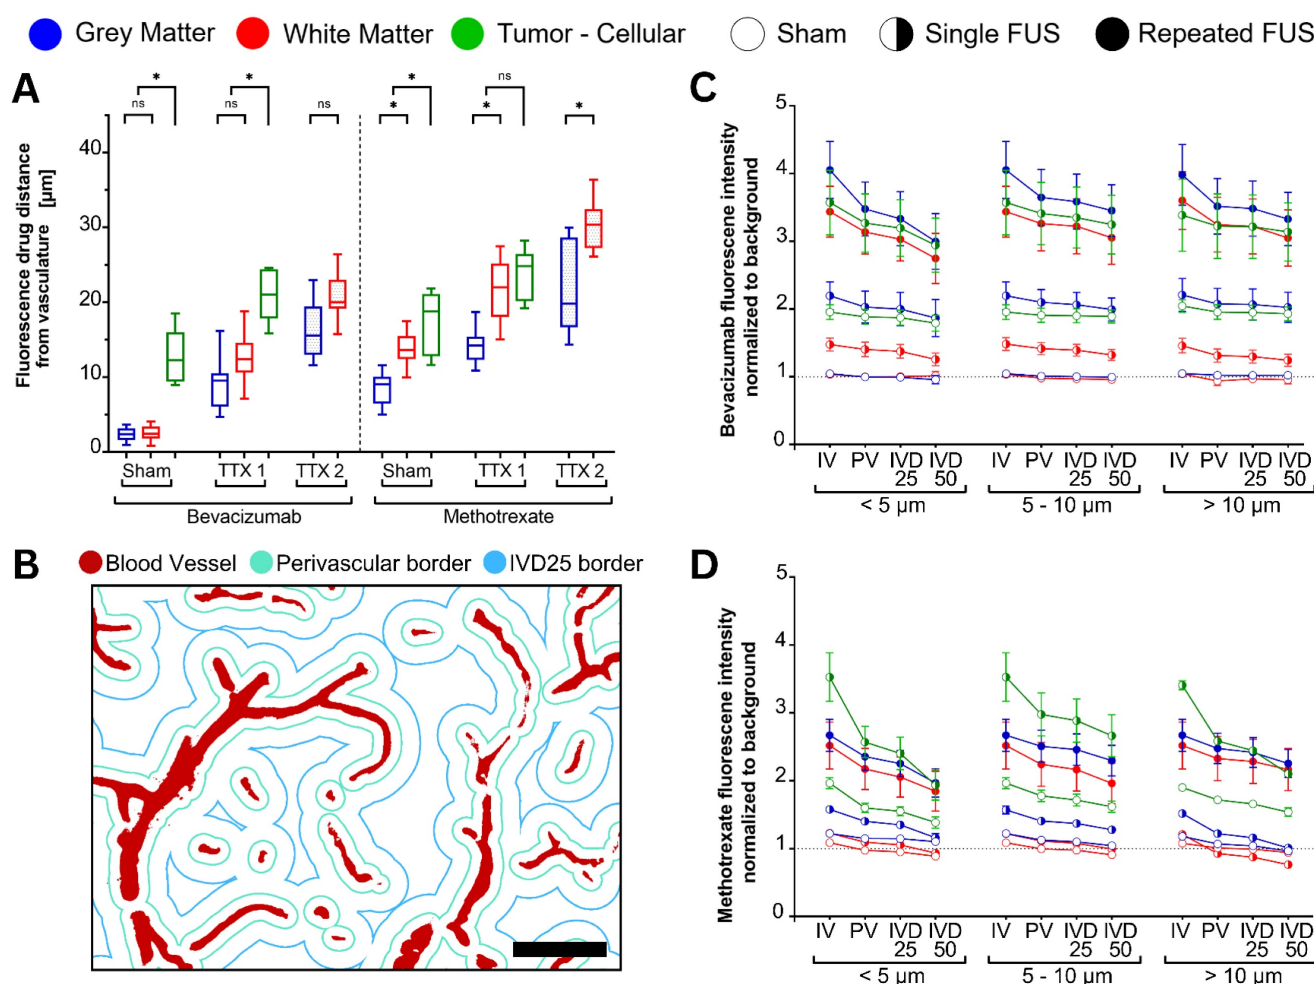 Grey Matter White Matter Tumor - Cellular Sham Single FUS Repeated FUS
A
Fluorescence drug distance
from vasculature [µm]
40
30
20
10
0
ns * ns * ns * * * ns *
Sham TTX 1 TTX 2 Sham TTX 1 TTX 2
Bevacizumab Methotrexate
B
Blood Vessel Perivascular border IVD25 border
C
Bevacizumab fluorescene intensity
normalized to background
5
4
3
2
1
0
IV PV IVD IVD IV PV IVD IVD IV PV IVD IVD
25 50 25 50 25 50
< 5 µm 5 - 10 µm > 10 µm
D
Methotrexate fluorescene intensity
normalized to background
5
4
3
2
1
0
IV PV IVD IVD IV PV IVD IVD IV PV IVD IVD
25 50 25 50 25 50
< 5 µm 5 - 10 µm > 10 µm